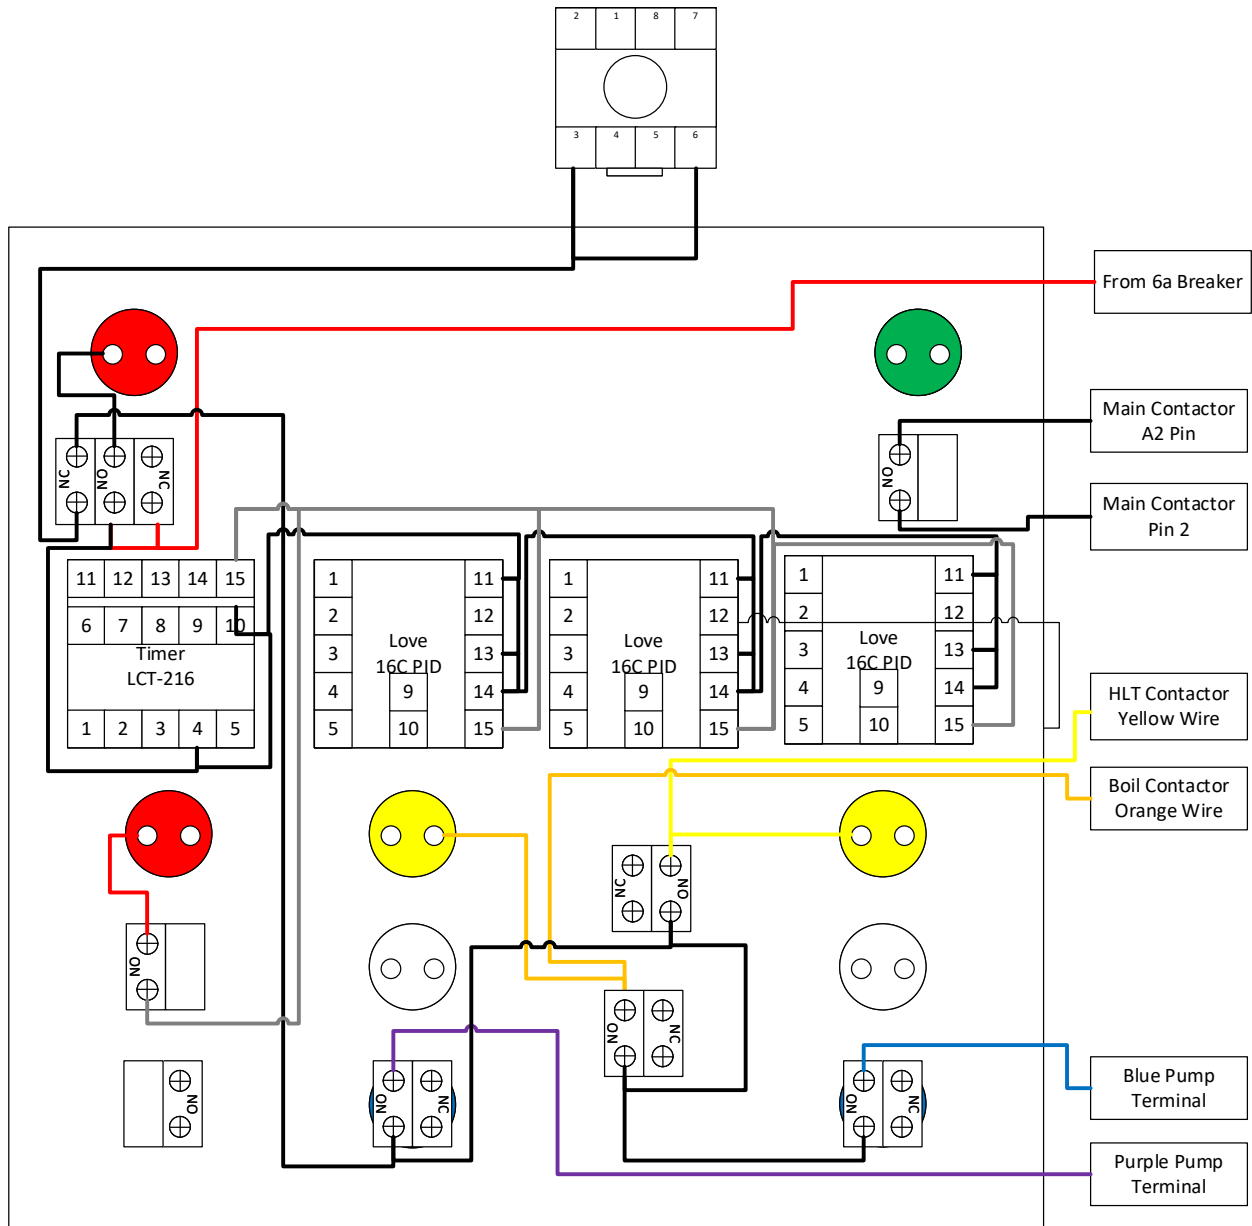 2 1 8 7
3 4 5 6
From 6a Breaker
Main Contactor
A2 Pin
NC NO NC
NO
Main Contactor
Pin 2
11 12 13 14 15
6 7 8 9 10
Timer
LCT-216
1 2 3 4 5
1 11
2 12
3 13
4 14
5 15
Love
16C PID
9
10
1 11
2 12
3 13
4 14
5 15
Love
16C PID
9
10
1 11
2 12
3 13
4 14
5 15
Love
16C PID
9
10
HLT Contactor
Yellow Wire
Boil Contactor
Orange Wire
NC NO
NO
NO NC
NO
NO NC
NO NC
Blue Pump
Terminal
Purple Pump
Terminal